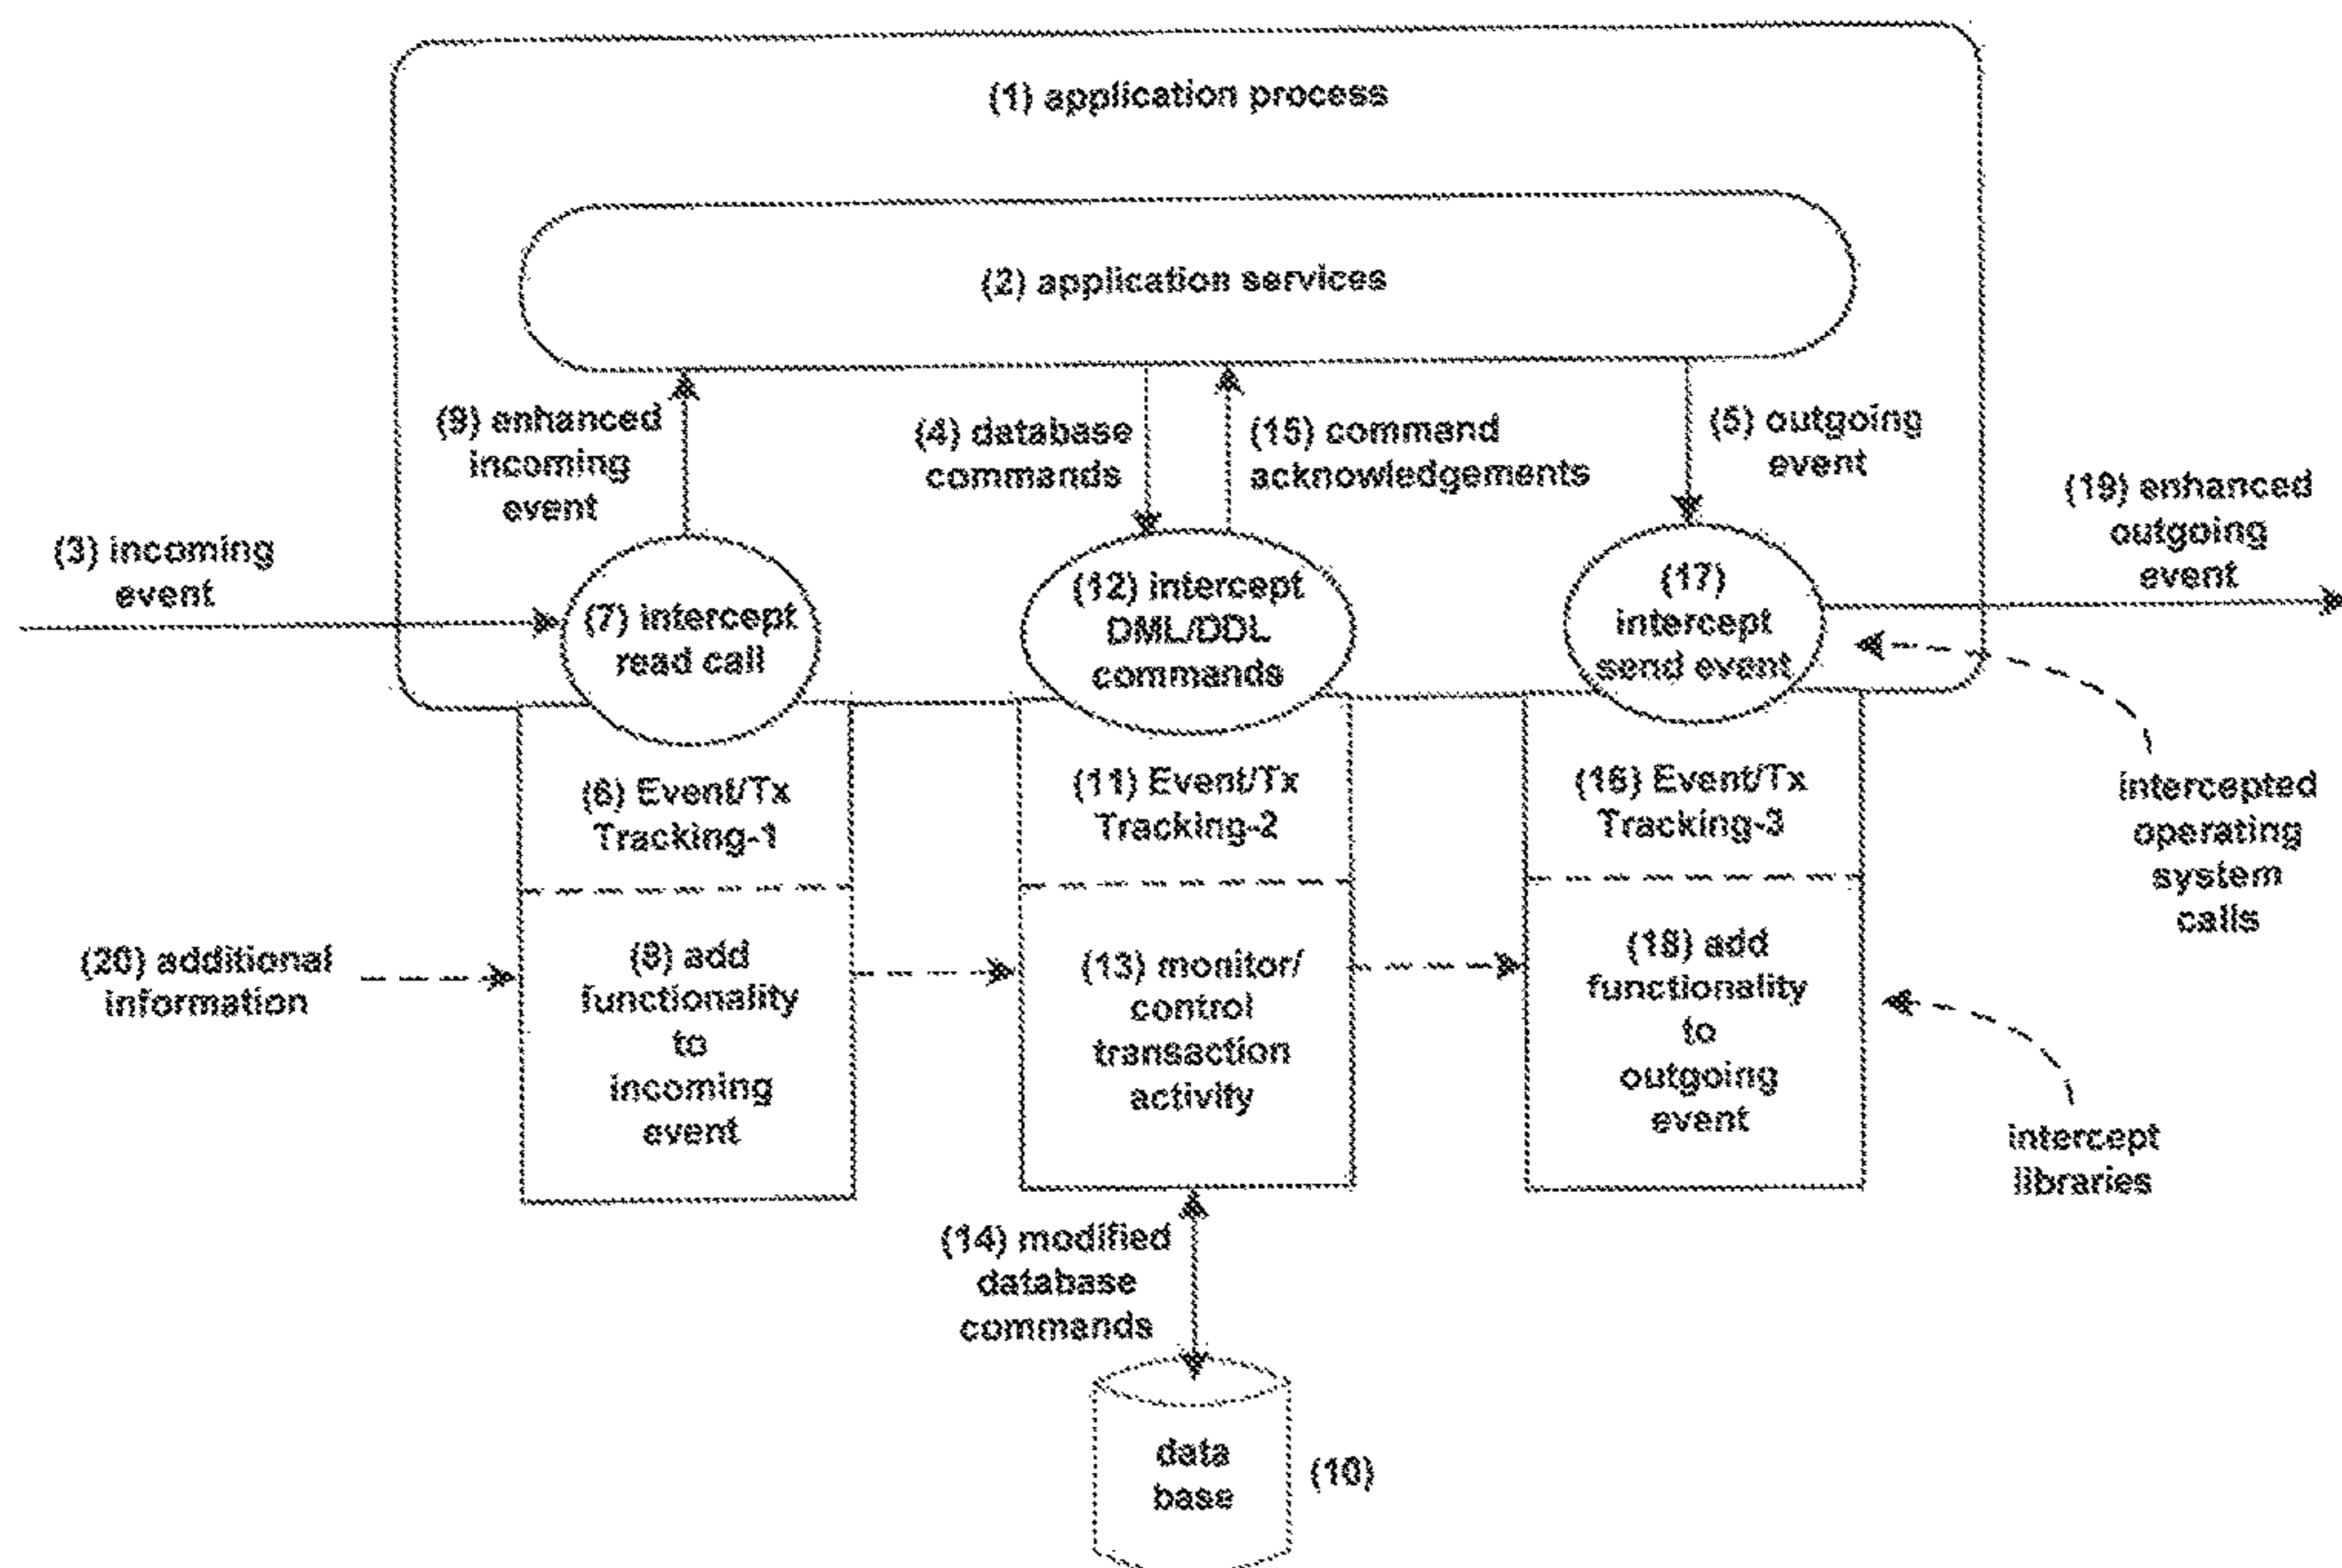 (1) application process
(2) application services
(9) enhanced
incoming
event
(4) database
commands
(15) command
acknowledgements
(5) outgoing
event
(19) enhanced
outgoing
event
(3) incoming
event
(7) intercept
read call
(12) intercept
DML/DDL
commands
(17)
intercept
send event
(6) Event/Tx
Tracking-1
(11) Event/Tx
Tracking-2
(16) Event/Tx
Tracking-3
intercepted
operating
system
calls
(20) additional
information
(8) add
functionality
to
incoming
event
(13) monitor/
control
transaction
activity
(18) add
functionality
to
outgoing
event
intercept
libraries
(14) modified
database
commands
data
base
(10)